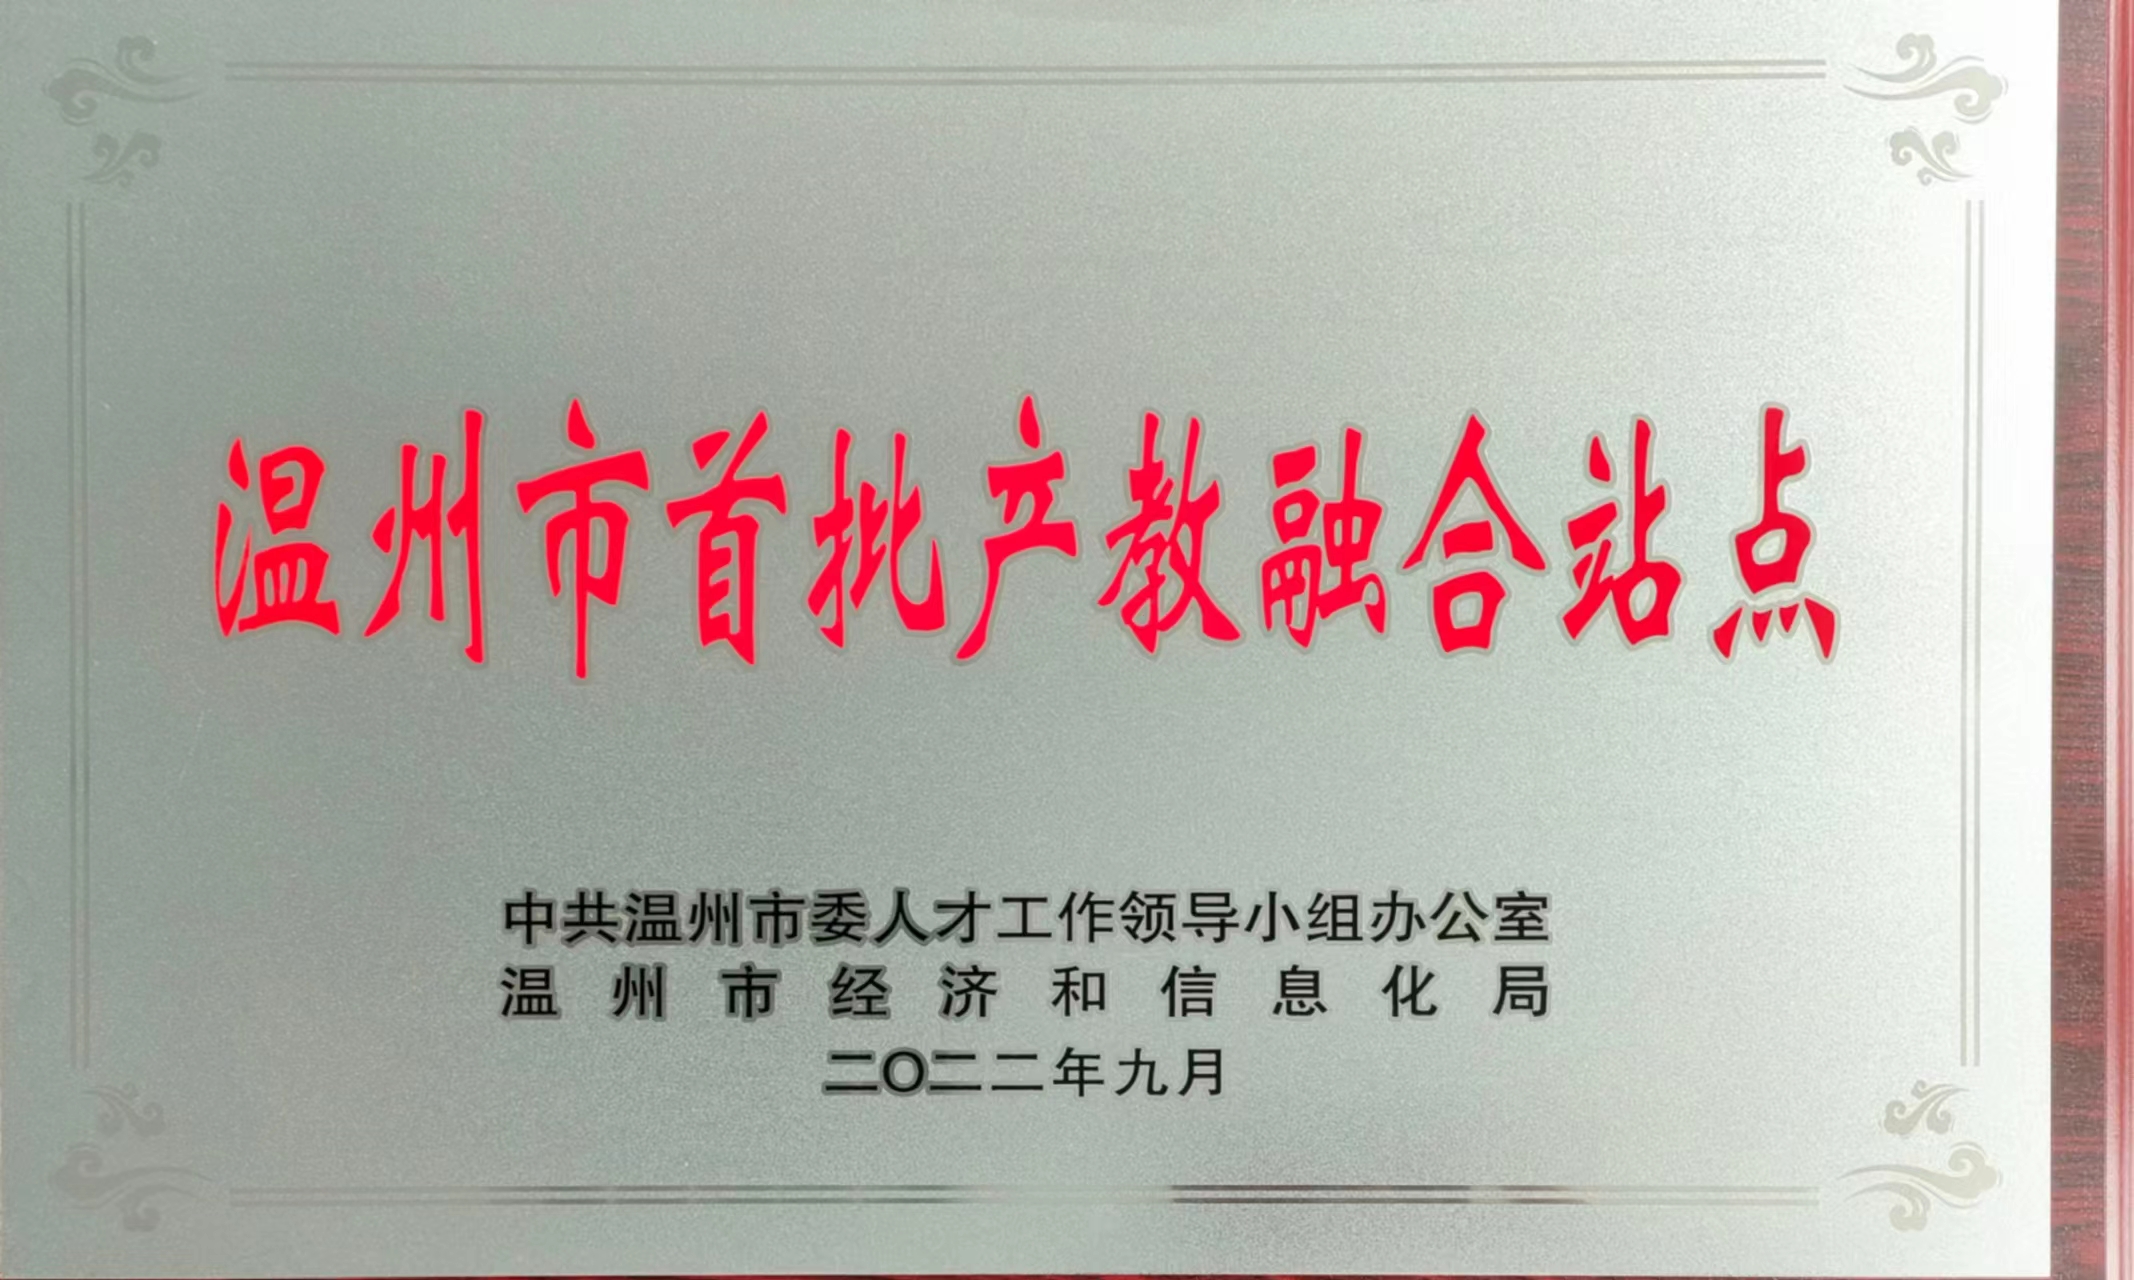 温州市首批产教融合站点
中共温州市委人才工作领导小组办公室
温州市经济和信息化局
二〇二二年九月